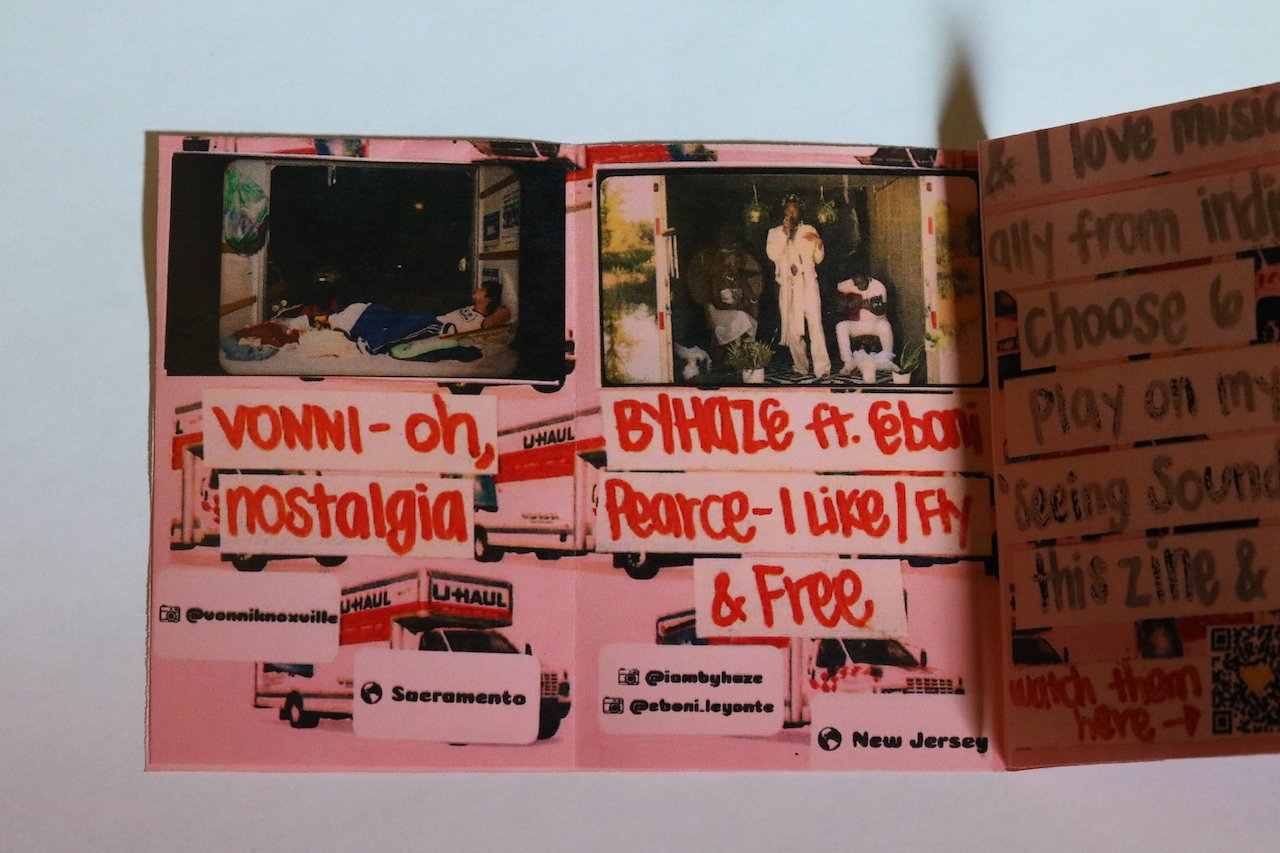 VONNI - oh,
nostalgia
U-HAUL
U-HAUL
U-HAUL
@vonniknoxville
Sacramento
BYHAZE ft. Eboni
Pearce - I Like / Fly
& Free
@iambyhaze
@eboni.leyonte
New Jersey
& I love music
ally from indi
choose 6
play on my
"Seeing Sound
this zine &
watch them
here →